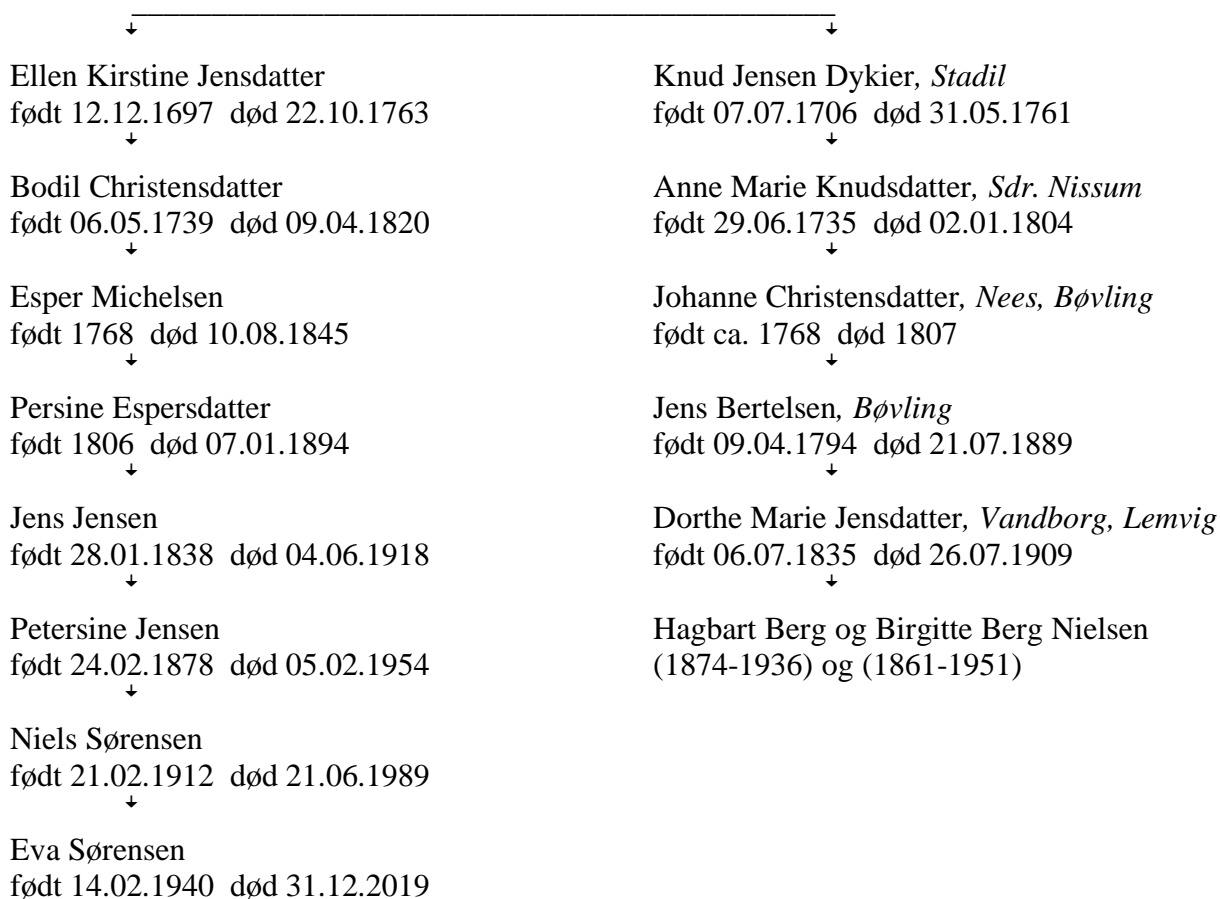 Ellen Kirstine Jensdatter
født 12.12.1697 død 22.10.1763
Bodil Christensdatter
født 06.05.1739 død 09.04.1820
Esper Michelsen
født 1768 død 10.08.1845
Persine Espersdatter
født 1806 død 07.01.1894
Jens Jensen
født 28.01.1838 død 04.06.1918
Petersine Jensen
født 24.02.1878 død 05.02.1954
Niels Sørensen
født 21.02.1912 død 21.06.1989
Eva Sørensen
født 14.02.1940 død 31.12.2019
Knud Jensen Dykier, Stadil
født 07.07.1706 død 31.05.1761
Anne Marie Knudsdatter, Sdr. Nissum
født 29.06.1735 død 02.01.1804
Johanne Christensdatter, Nees, Bøvling
født ca. 1768 død 1807
Jens Bertelsen, Bøvling
født 09.04.1794 død 21.07.1889
Dorthe Marie Jensdatter, Vandborg, Lemvig
født 06.07.1835 død 26.07.1909
Hagbart Berg og Birgitte Berg Nielsen
(1874-1936) og (1861-1951)